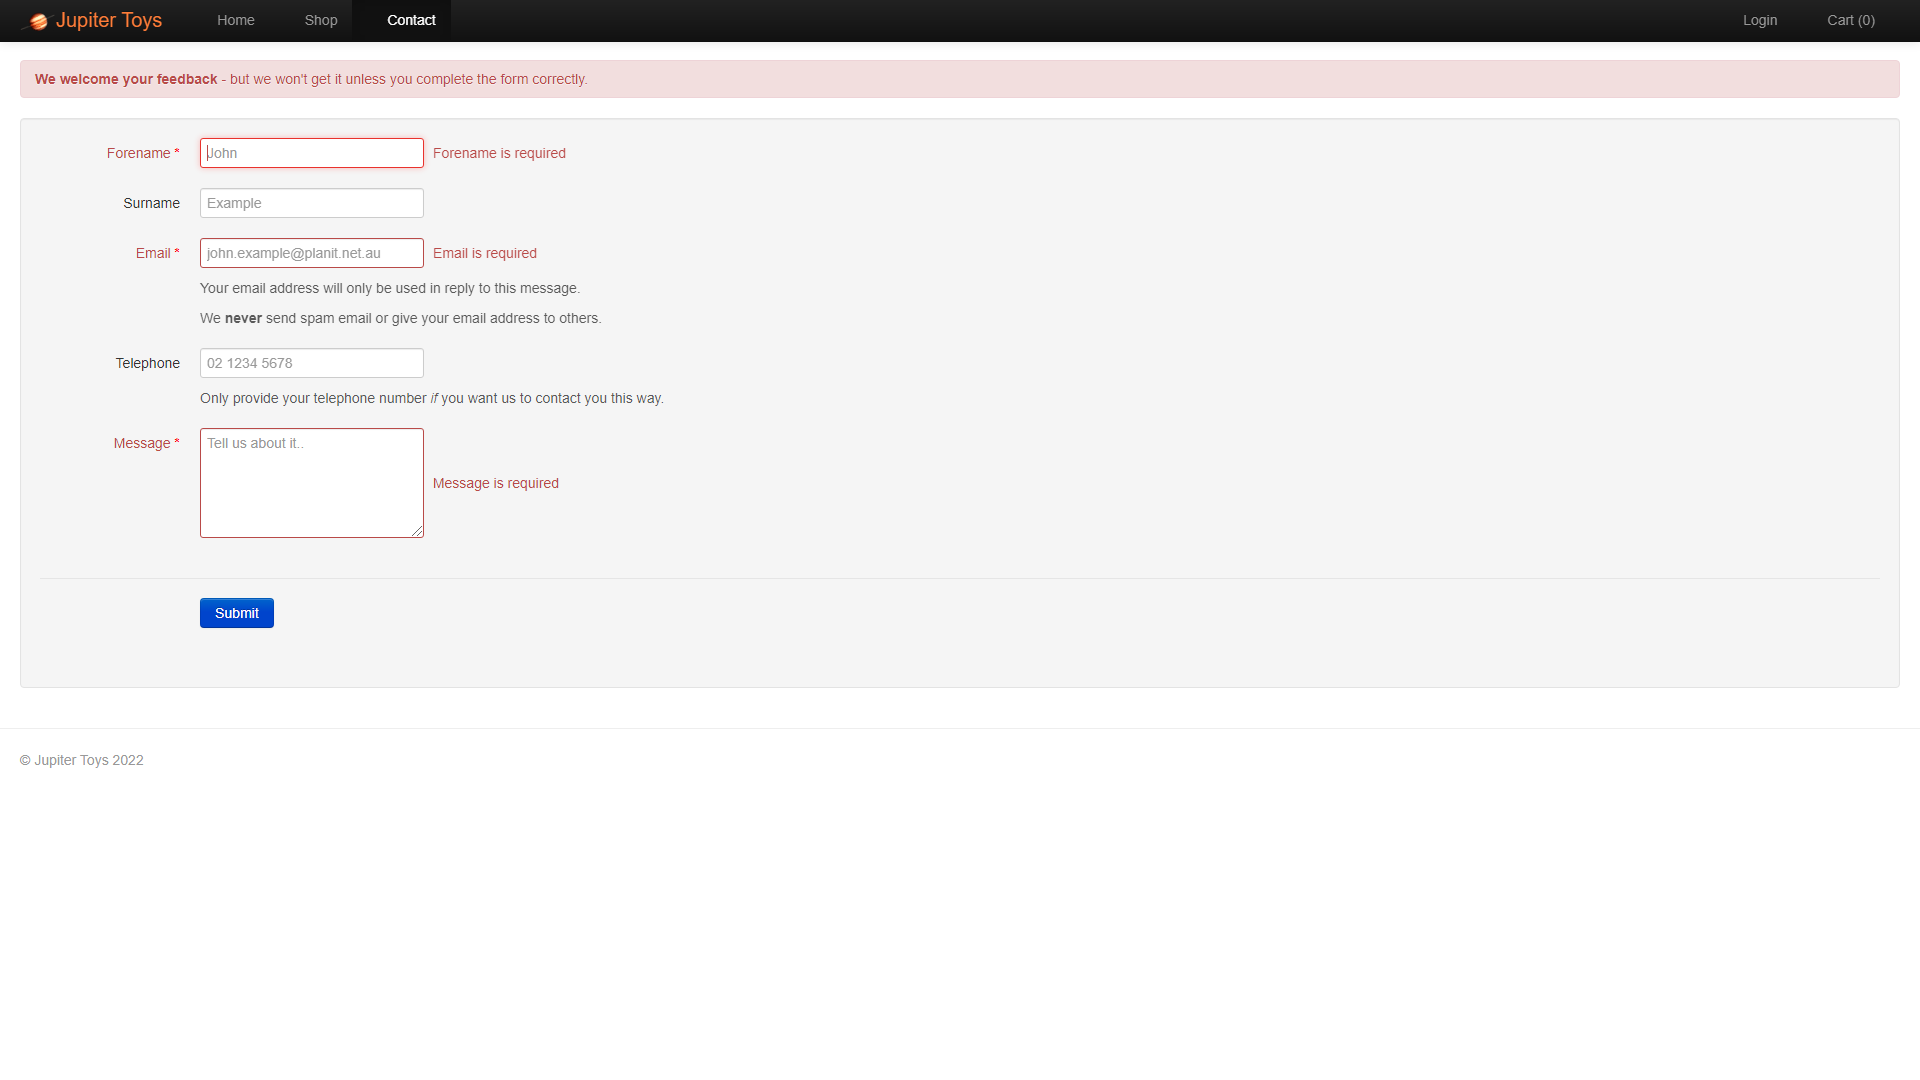 Jupiter Toys Home Shop Contact Login Cart (0)
We welcome your feedback - but we won't get it unless you complete the form correctly.
Forename * John Forename is required
Surname Example
Email * john.example@planit.net.au Email is required
Your email address will only be used in reply to this message.
We never send spam email or give your email address to others.
Telephone 02 1234 5678
Only provide your telephone number if you want us to contact you this way.
Message * Tell us about it..
Message is required
Submit
© Jupiter Toys 2022